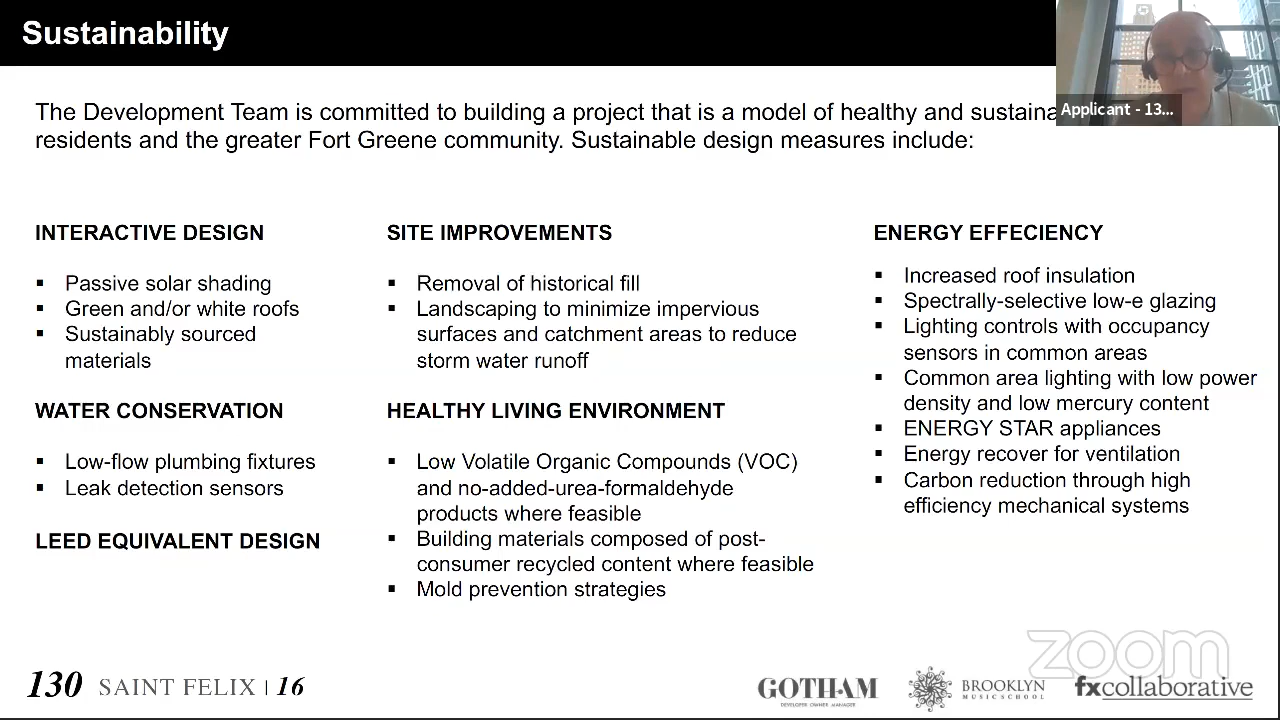 Sustainability
Applicant - 13...
The Development Team is committed to building a project that is a model of healthy and sustaina
residents and the greater Fort Greene community. Sustainable design measures include:
INTERACTIVE DESIGN
▪ Passive solar shading
▪ Green and/or white roofs
▪ Sustainably sourced
materials
WATER CONSERVATION
▪ Low-flow plumbing fixtures
▪ Leak detection sensors
LEED EQUIVALENT DESIGN
SITE IMPROVEMENTS
▪ Removal of historical fill
▪ Landscaping to minimize impervious
surfaces and catchment areas to reduce
storm water runoff
HEALTHY LIVING ENVIRONMENT
▪ Low Volatile Organic Compounds (VOC)
and no-added-urea-formaldehyde
products where feasible
▪ Building materials composed of post-
consumer recycled content where feasible
▪ Mold prevention strategies
ENERGY EFFECIENCY
▪ Increased roof insulation
▪ Spectrally-selective low-e glazing
▪ Lighting controls with occupancy
sensors in common areas
▪ Common area lighting with low power
density and low mercury content
▪ ENERGY STAR appliances
▪ Energy recover for ventilation
▪ Carbon reduction through high
efficiency mechanical systems
zoom
130 SAINT FELIX | 16
GOTHAM
DEVELOPER OWNER MANAGER
BROOKLYN
MUSIC SCHOOL
fxcollaborative